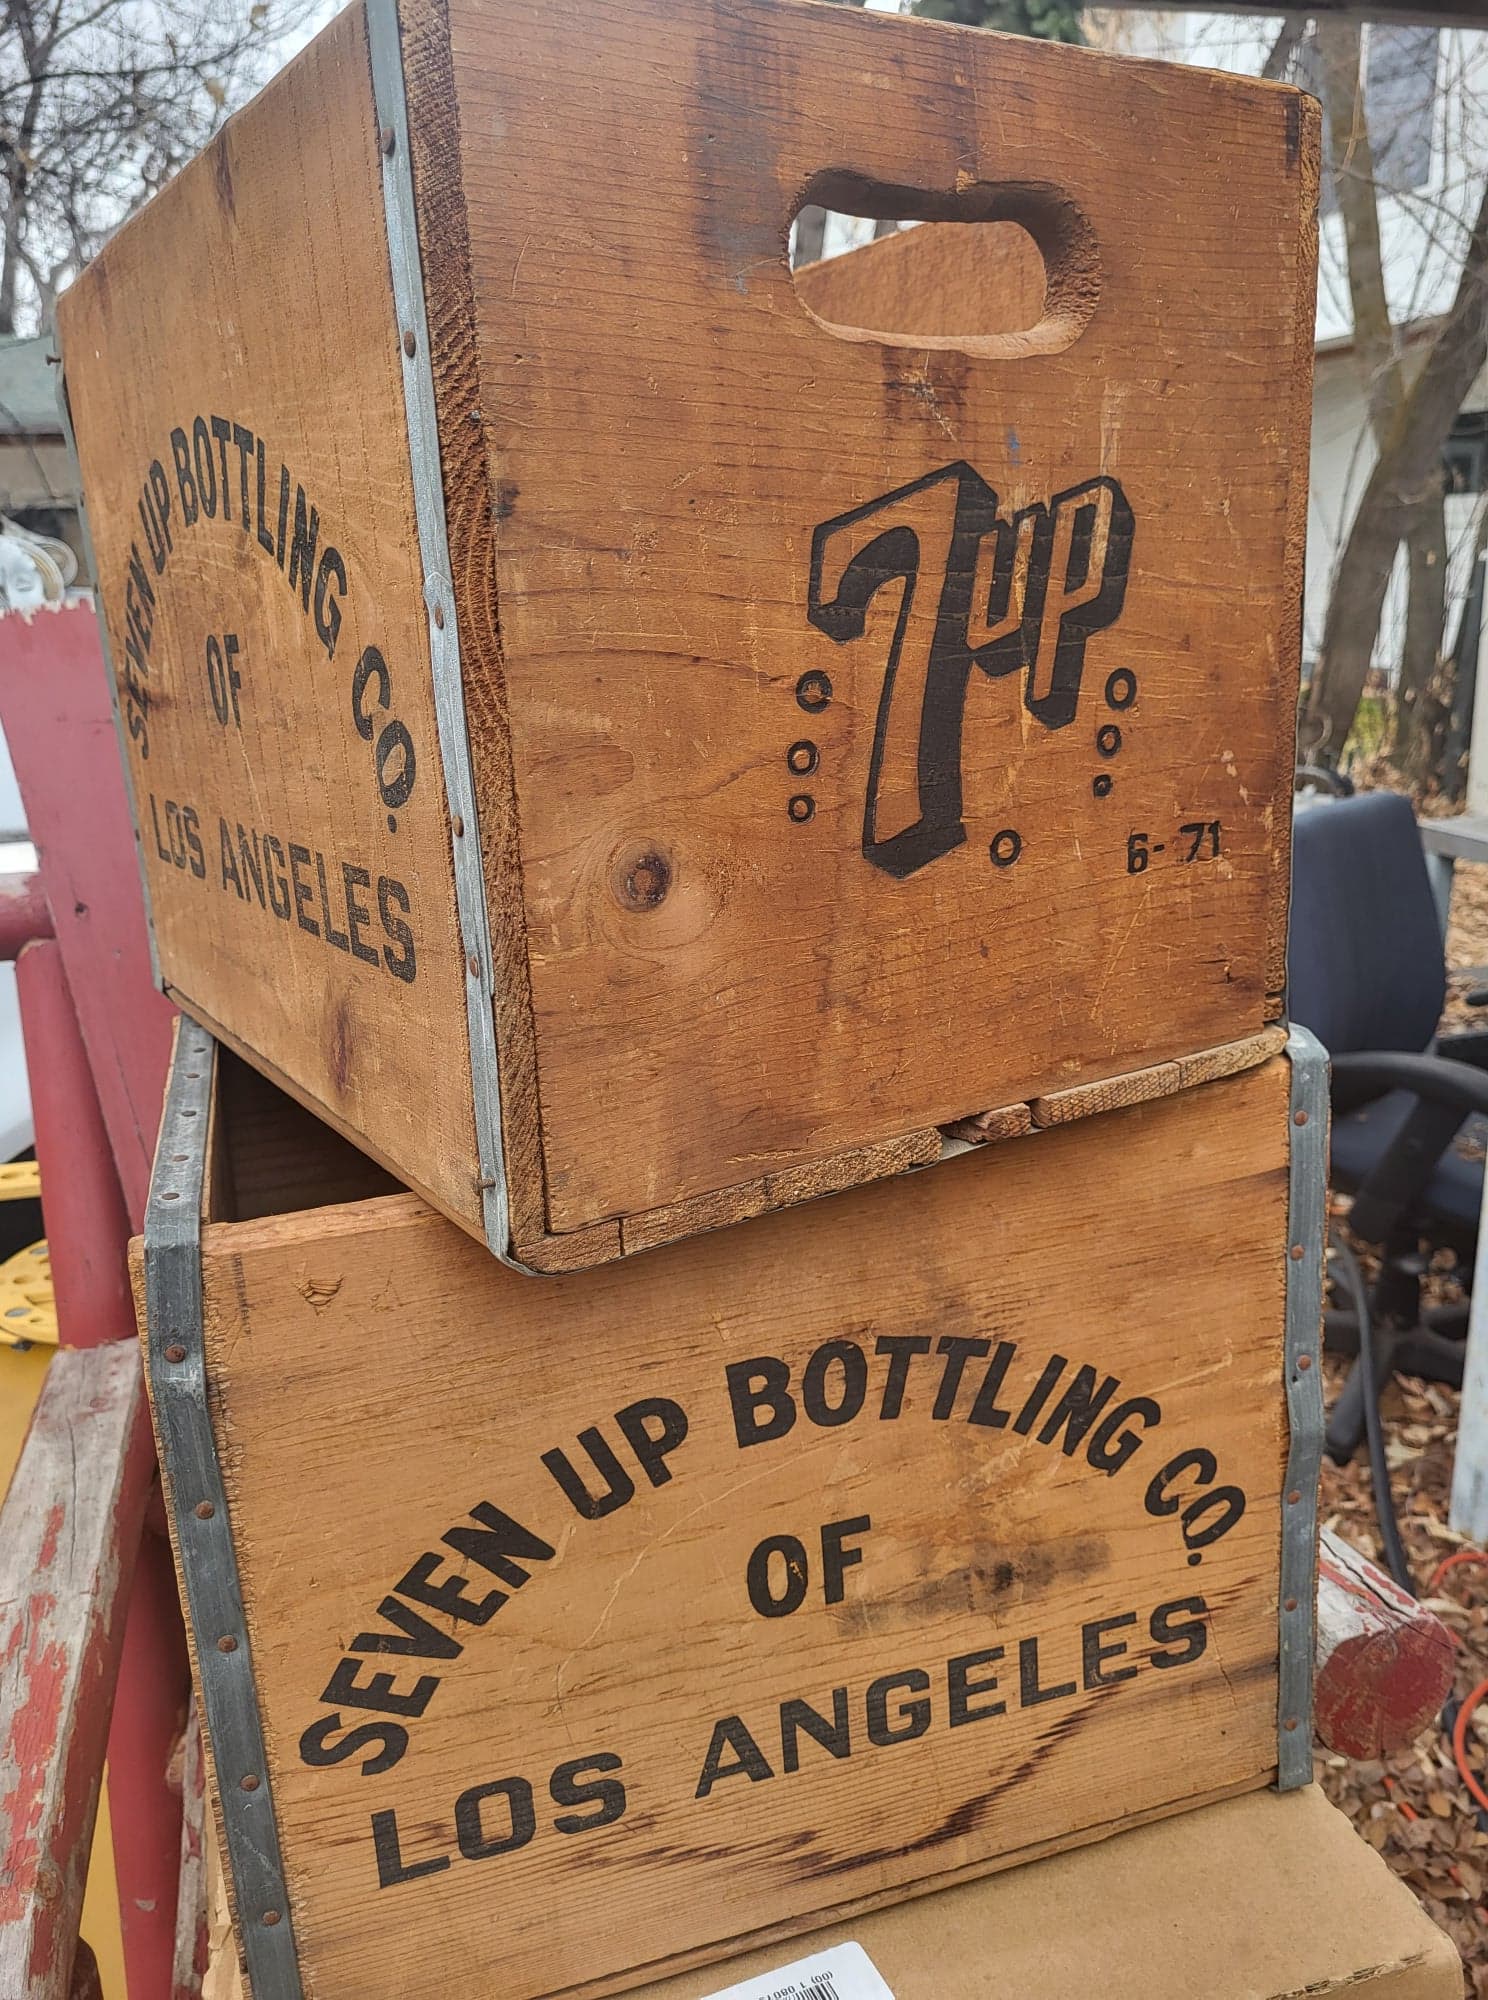 SEVEN UP BOTTLING CO.
OF
LOS ANGELES
7up
6-71
SEVEN UP BOTTLING CO.
OF
LOS ANGELES